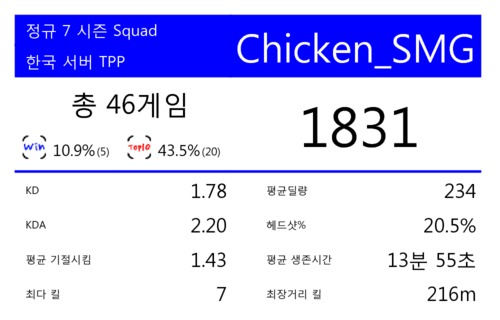 정규 7 시즌 Squad
한국 서버 TPP
Chicken_SMG
총 46게임
Win 10.9%(5) TOP10 43.5%(20)
1831
KD 1.78
평균딜량 234
KDA 2.20
헤드샷% 20.5%
평균 기절시킴 1.43
평균 생존시간 13분 55초
최다 킬 7
최장거리 킬 216m